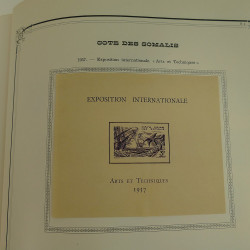 COTE DES SOMALIS
1937. — Exposition internationale « Arts et Techniques »
EXPOSITION INTERNATIONALE
ARTS ET TECHNIQUES
1937